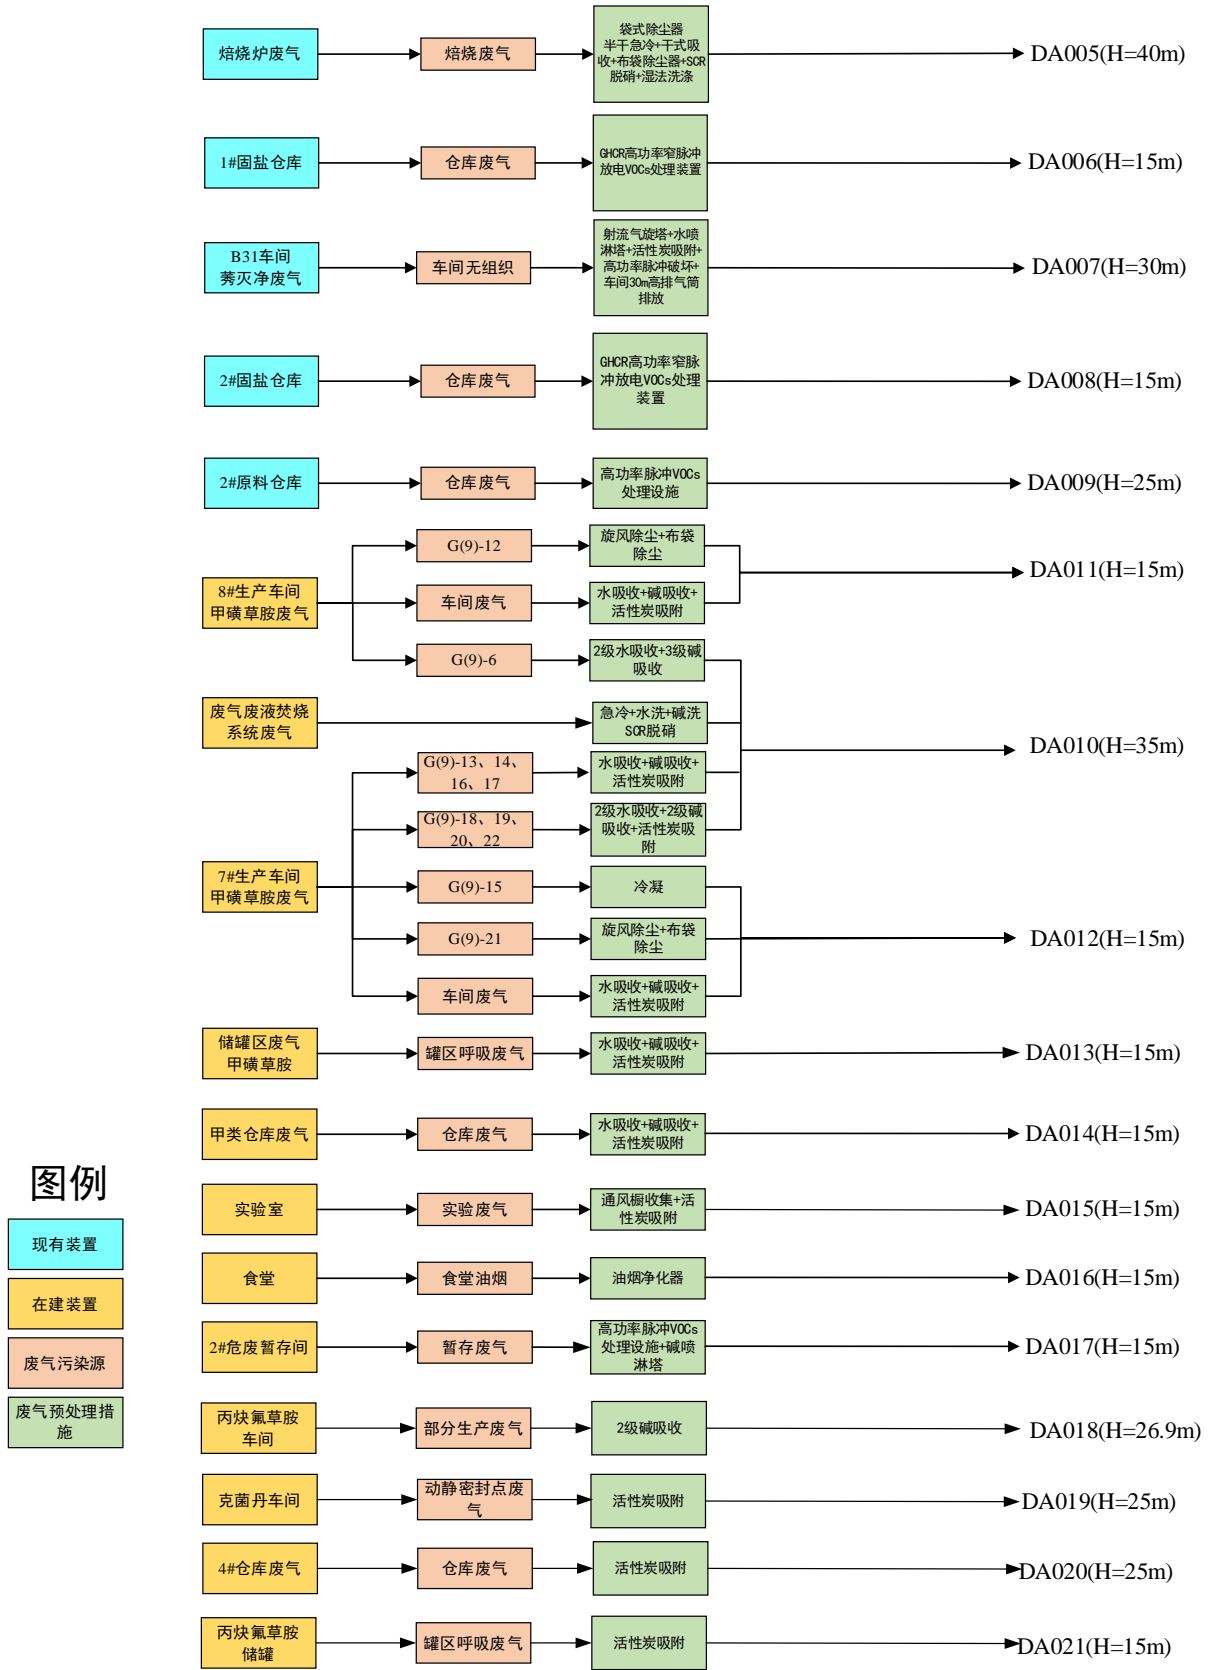 焙烧炉废气
焙烧废气
袋式除尘器
半干急冷+干式吸
收+布袋除尘器+SCR
脱硝+湿法洗涤
DA005(H=40m)
1#固盐仓库
仓库废气
GHCR高功率窄脉冲
放电VOCs处理装置
DA006(H=15m)
B31车间
莠灭净废气
车间无组织
射流气旋塔+水喷
淋塔+活性炭吸附+
高功率脉冲破坏+
车间30m高排气筒
排放
DA007(H=30m)
2#固盐仓库
仓库废气
GHCR高功率窄脉
冲放电VOCs处理
装置
DA008(H=15m)
2#原料仓库
仓库废气
高功率脉冲VOCs
处理设施
DA009(H=25m)
8#生产车间
甲磺草胺废气
G(9)-12
旋风除尘+布袋
除尘
车间废气
水吸收+碱吸收+
活性炭吸附
DA011(H=15m)
G(9)-6
2级水吸收+3级碱
吸收
废气废液焚烧
系统废气
急冷+水洗+碱洗
SCR脱硝
DA010(H=35m)
7#生产车间
甲磺草胺废气
G(9)-13、14、
16、17
水吸收+碱吸收+
活性炭吸附
G(9)-18、19、
20、22
2级水吸收+2级碱
吸收+活性炭吸
附
G(9)-15
冷凝
G(9)-21
旋风除尘+布袋
除尘
DA012(H=15m)
车间废气
水吸收+碱吸收+
活性炭吸附
储罐区废气
甲磺草胺
罐区呼吸废气
水吸收+碱吸收+
活性炭吸附
DA013(H=15m)
甲类仓库废气
仓库废气
水吸收+碱吸收+
活性炭吸附
DA014(H=15m)
实验室
实验废气
通风橱收集+活
性炭吸附
DA015(H=15m)
食堂
食堂油烟
油烟净化器
DA016(H=15m)
2#危废暂存间
暂存废气
高功率脉冲VOCs
处理设施+碱喷
淋塔
DA017(H=15m)
丙炔氟草胺
车间
部分生产废气
2级碱吸收
DA018(H=26.9m)
克菌丹车间
动静密封点废
气
活性炭吸附
DA019(H=25m)
4#仓库废气
仓库废气
活性炭吸附
DA020(H=25m)
丙炔氟草胺
储罐
罐区呼吸废气
活性炭吸附
DA021(H=15m)
图例
现有装置
在建装置
废气污染源
废气预处理措
施